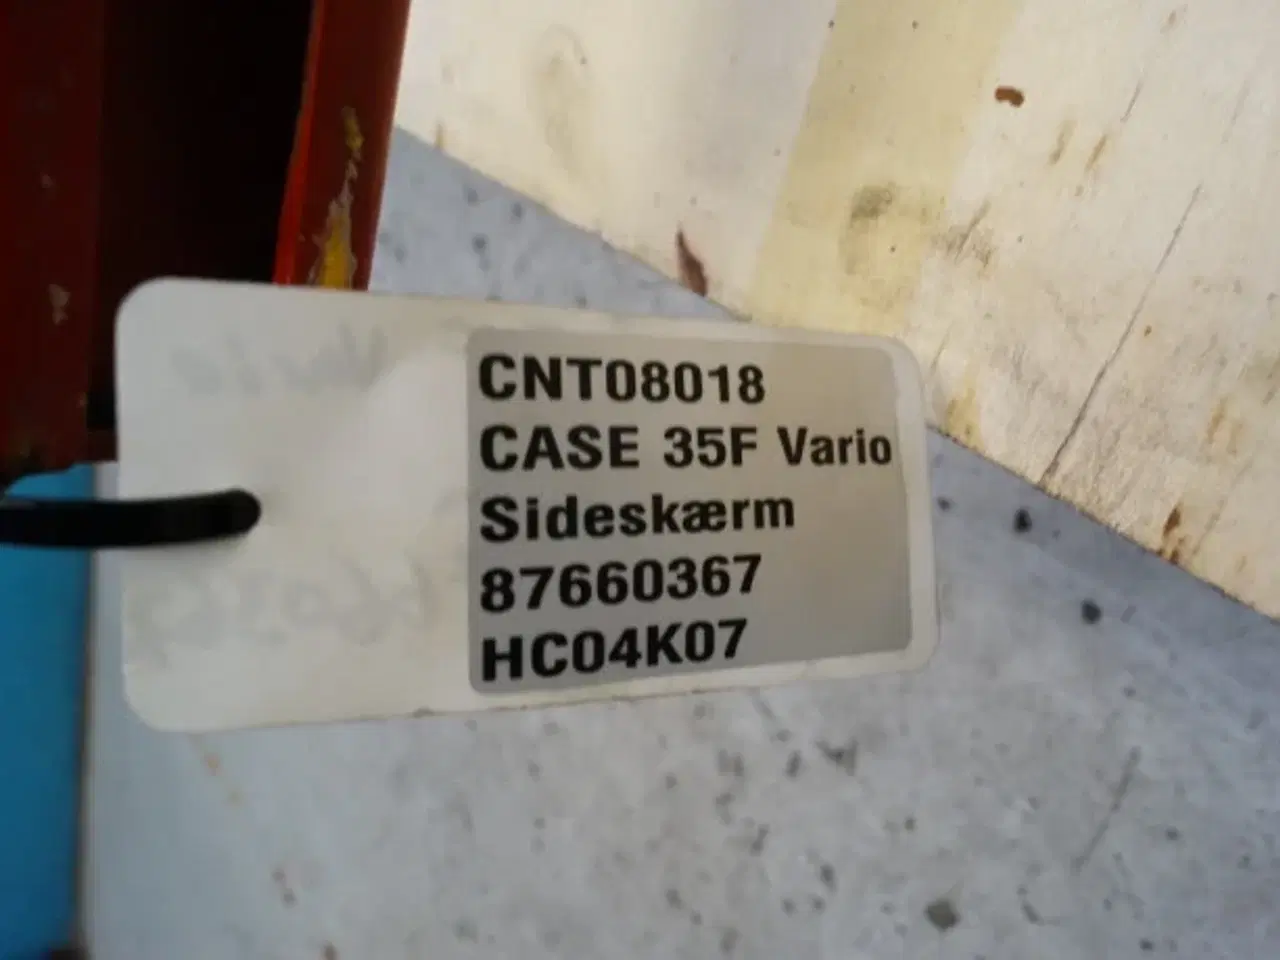 CNT08018
CASE 35F Vario
Sideskærm
87660367
HC04K07